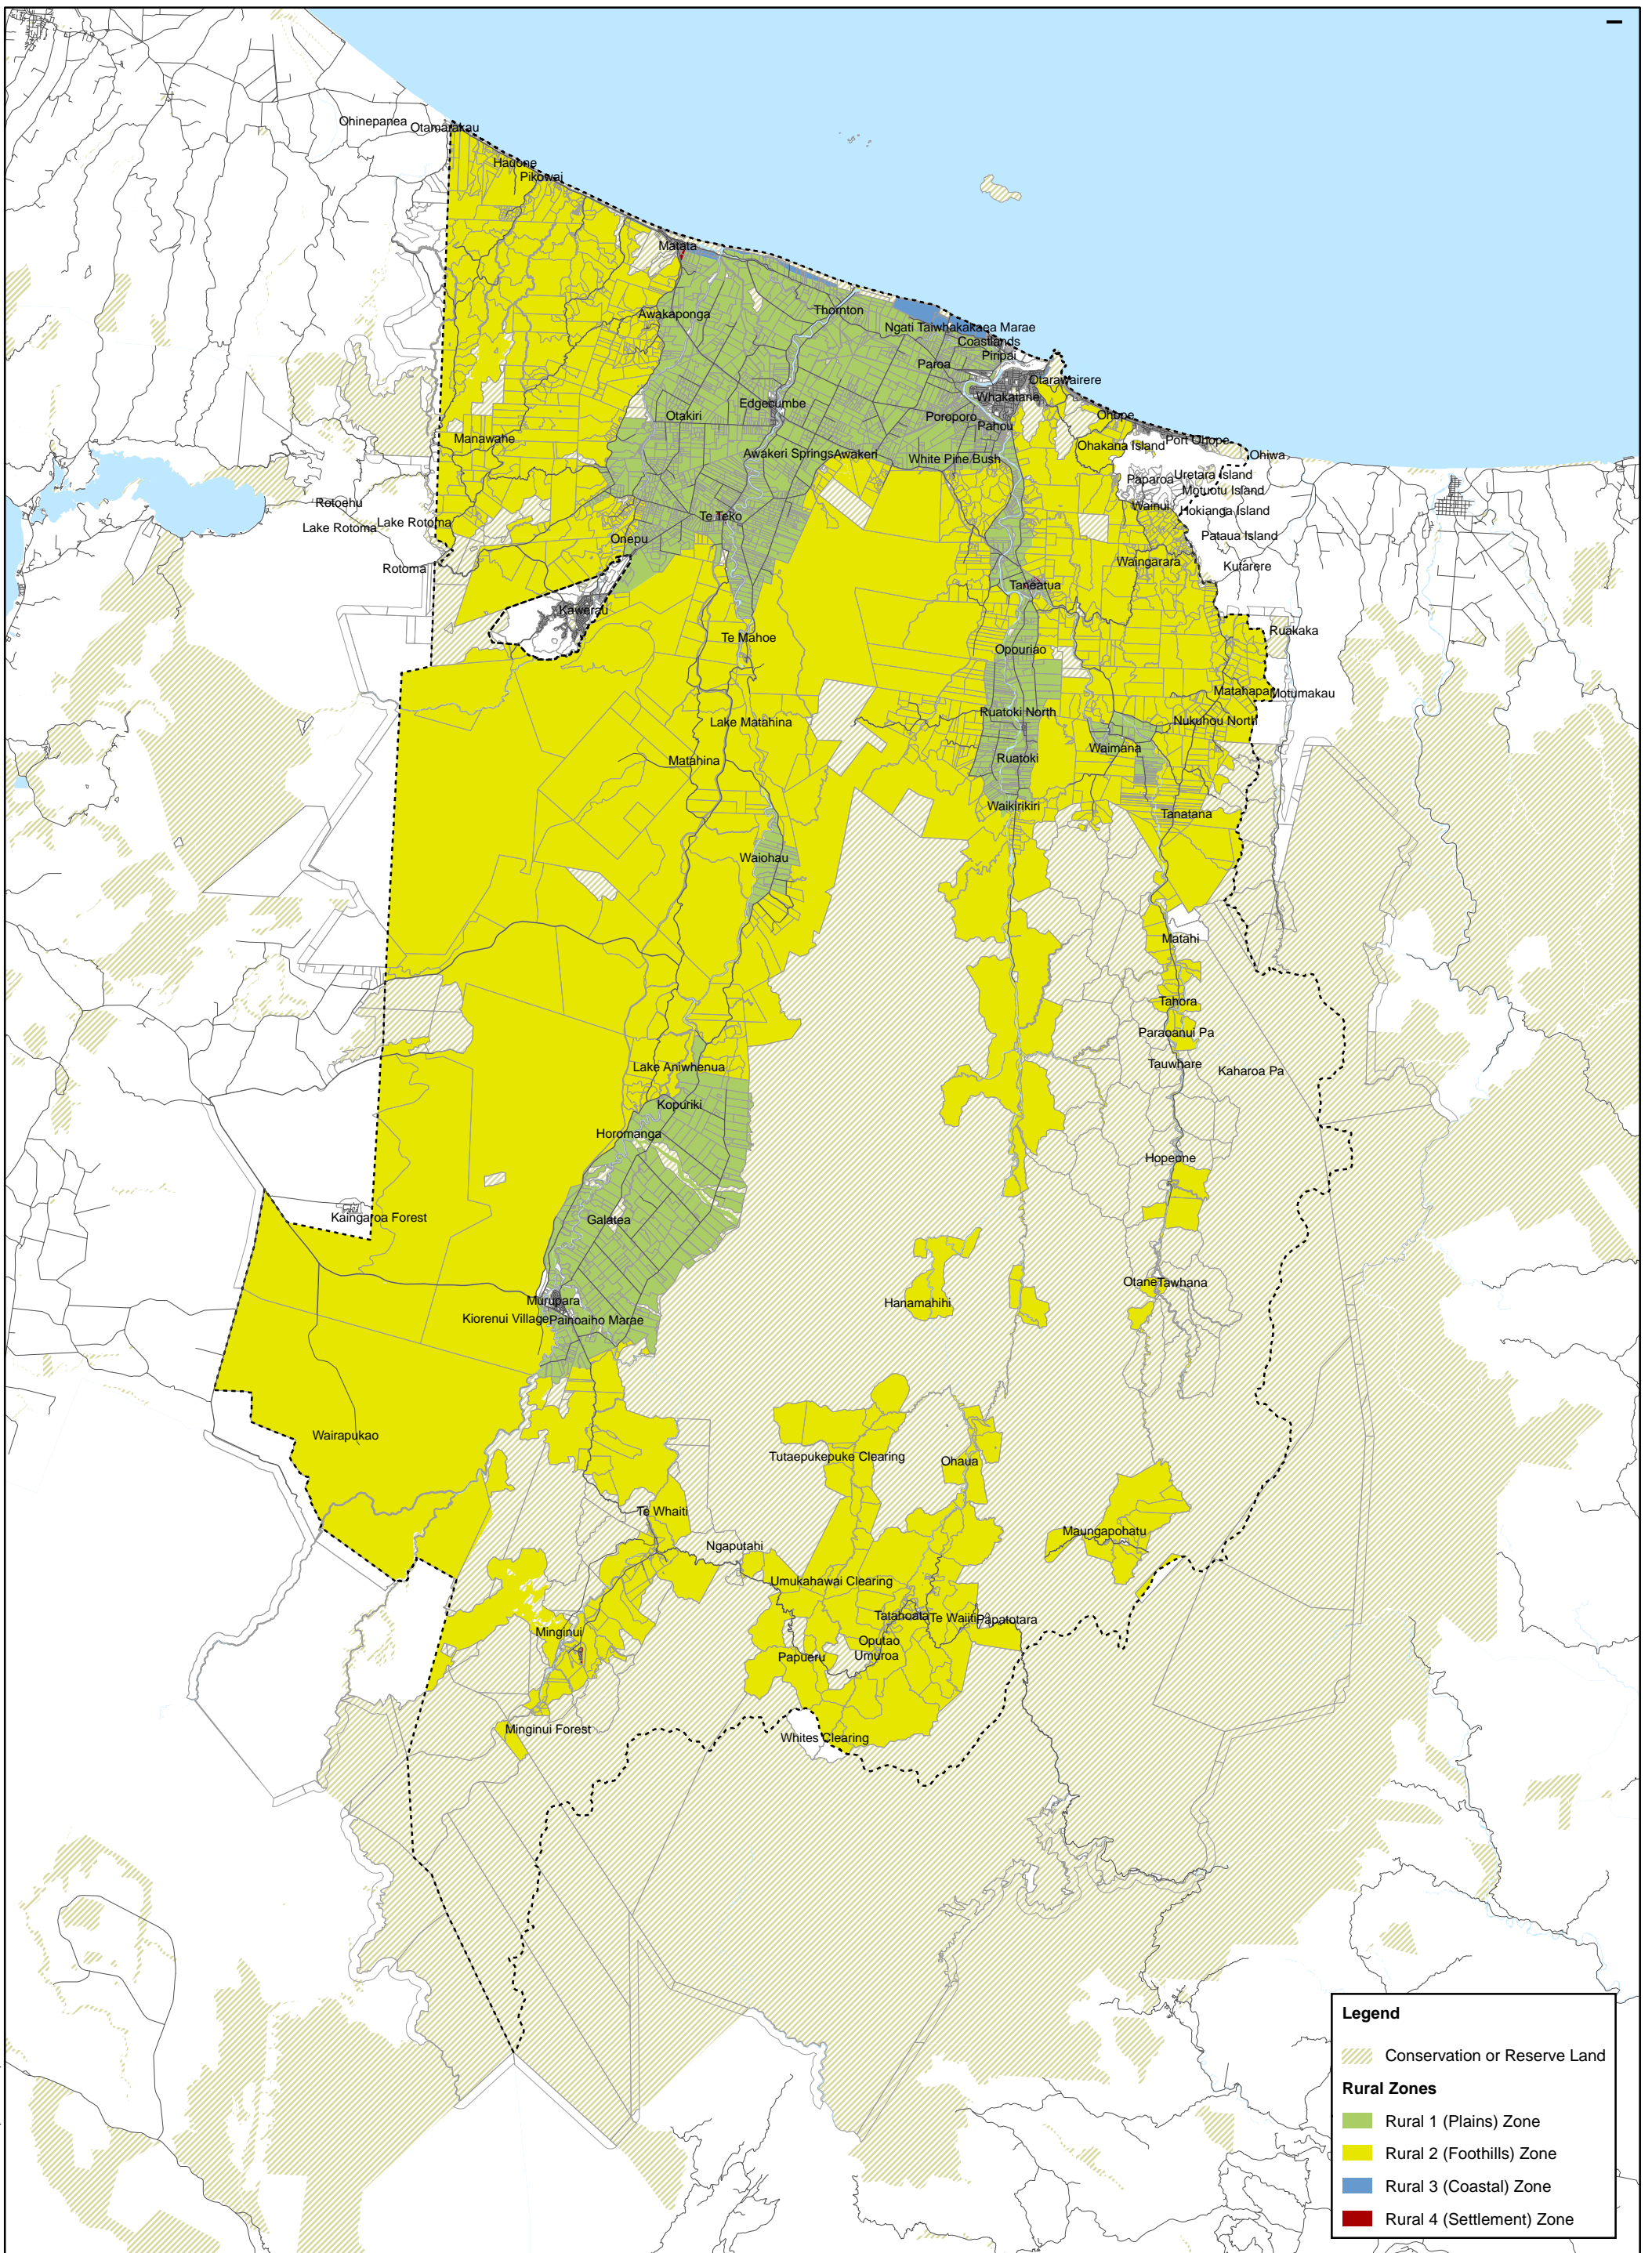 Ohinepanea
Otamarakau
Hauone
Pikowai
Matata
Awakaponga
Thornton
Ngati Taiwhakakaea Marae
Coastlands
Piripai
Paroa
Otarawairere
Whakatane
Edgecumbe
Otakiri
Poroporo
Pahou
Ohope
Manawahe
Port Ohope
Ohakana Island
Ohiwa
Awakeri Springs
Awakeri
White Pine Bush
Uretara Island
Paparoa
Motuotu Island
Rotoehu
Wainui
Hokianga Island
Lake Rotoma
Lake Rotoma
Te Teko
Pataua Island
Onepu
Rotoma
Waingarara
Kutarere
Taneatua
Kawerau
Te Mahoe
Ruakaka
Opouriao
Matahapa
Motumakau
Ruatoki North
Lake Matahina
Nukuhou North
Waimana
Matahina
Ruatoki
Waikirikiri
Tanatana
Waiohau
Matahi
Tahora
Paraoanui Pa
Lake Aniwhenua
Tauwhare
Kaharoa Pa
Kopuriki
Horomanga
Hopeone
Kaingaroa Forest
Galatea
Otane
Tawhana
Murupara
Hanamahihi
Kiorenui Village
Painoaiho Marae
Wairapukao
Tutaepukepuke Clearing
Ohaua
Te Whaiti
Maungapohatu
Ngaputahi
Umukahawai Clearing
Tatahoata
Te Waiiti
Papatotara
Minginui
Oputao
Papueru
Umuroa
Minginui Forest
Whites Clearing
Legend
Conservation or Reserve Land
Rural Zones
Rural 1 (Plains) Zone
Rural 2 (Foothills) Zone
Rural 3 (Coastal) Zone
Rural 4 (Settlement) Zone